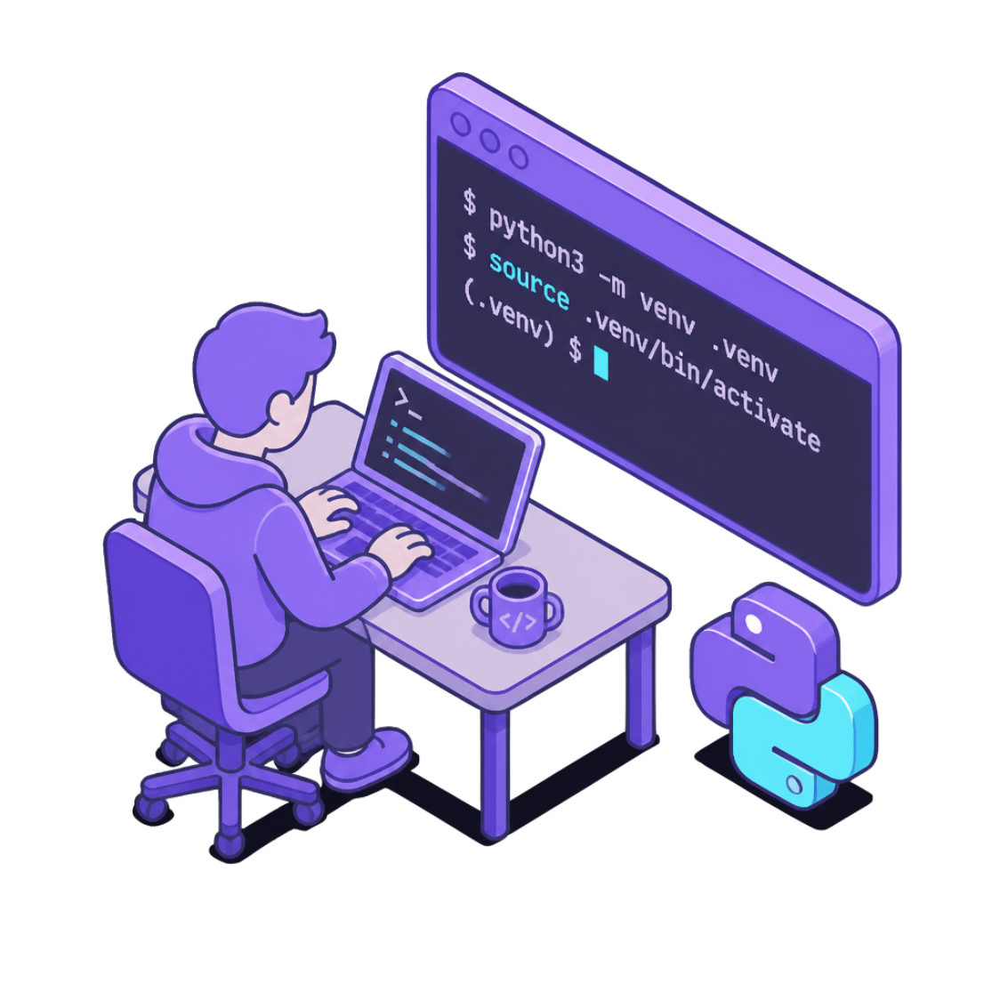 $ python3 -m venv .venv
$ source .venv/bin/activate
(.venv) $
>_
</>